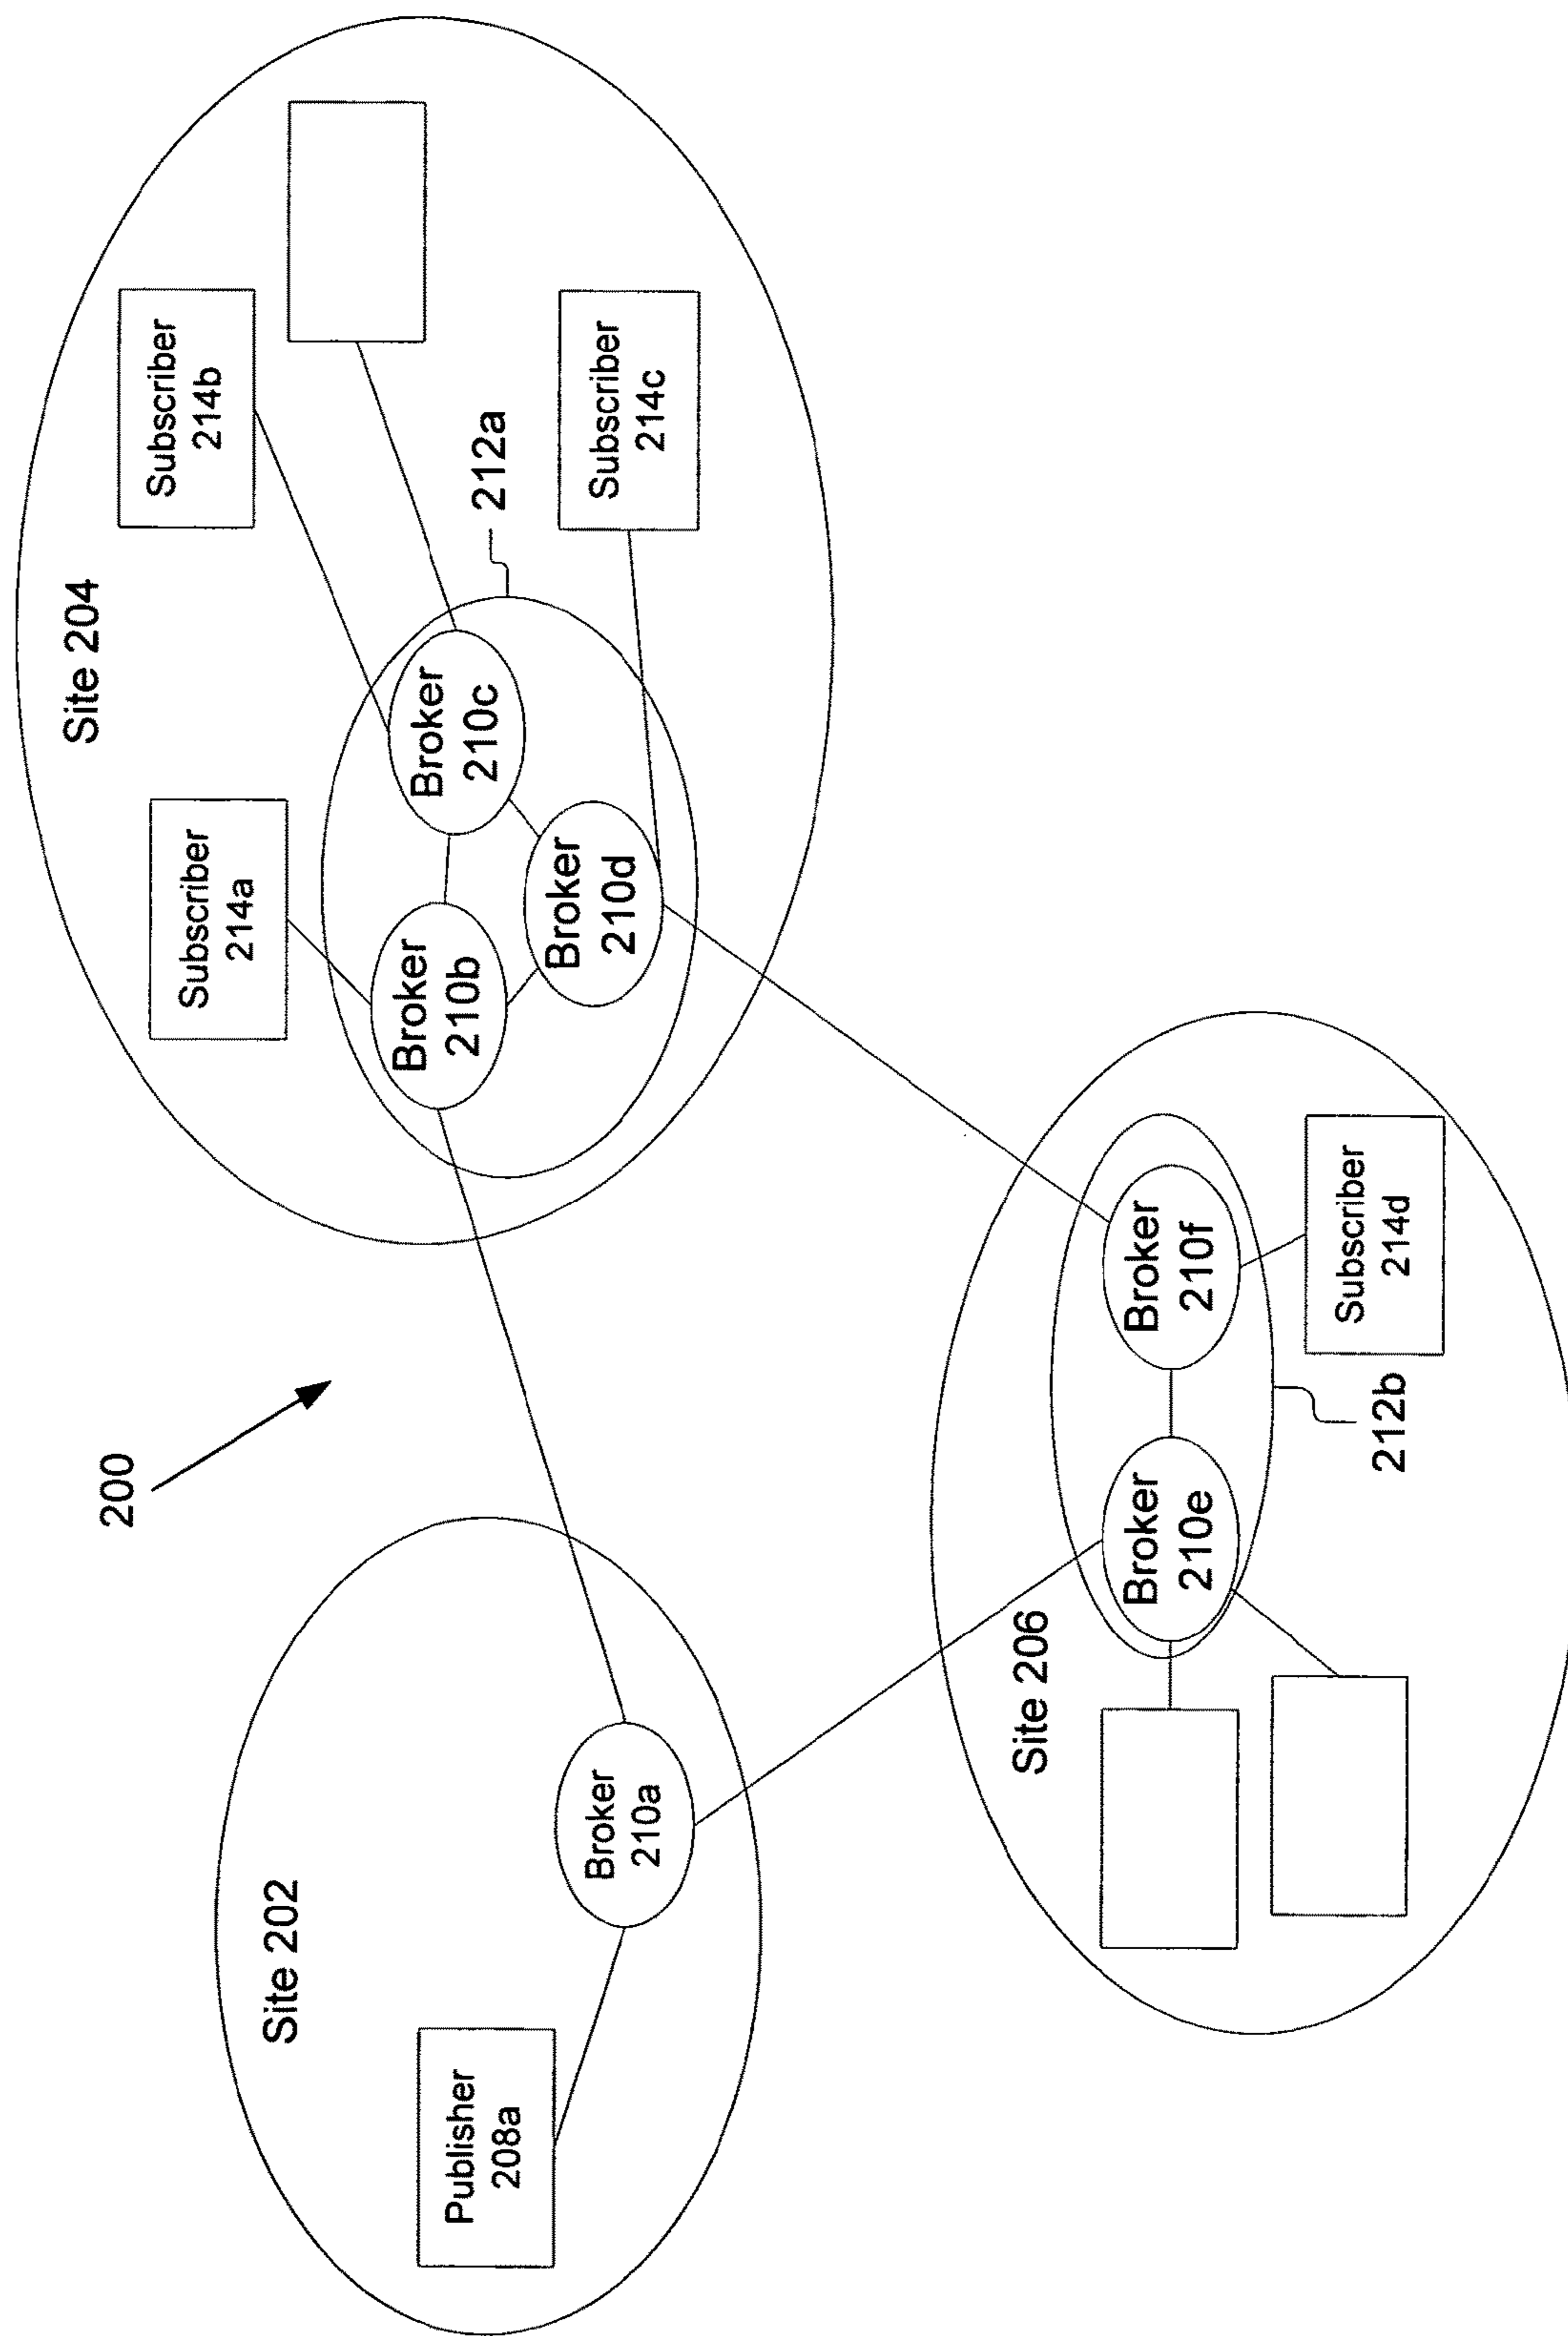 200
Site 202
Publisher
208a
Broker
210a
Site 204
Subscriber
214a
Subscriber
214b
Broker
210b
Broker
210c
Broker
210d
212a
Subscriber
214c
Site 206
Broker
210e
Broker
210f
212b
Subscriber
214d